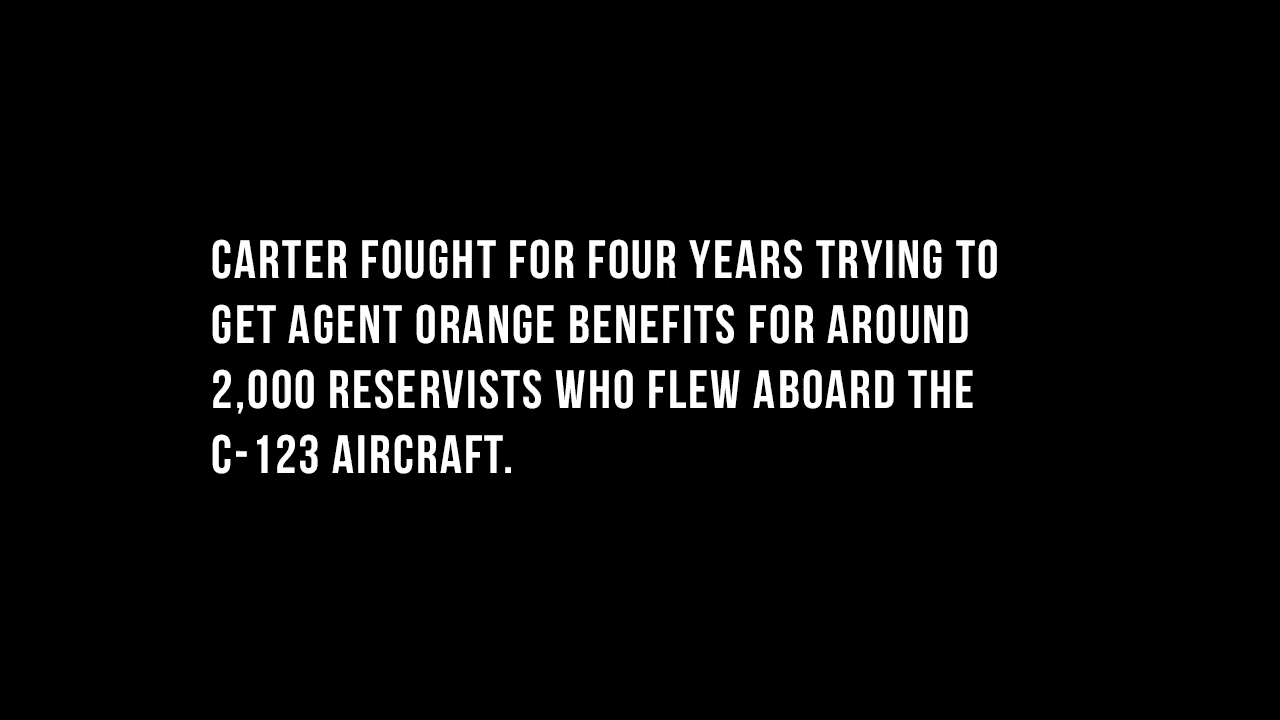 CARTER FOUGHT FOR FOUR YEARS TRYING TO
GET AGENT ORANGE BENEFITS FOR AROUND
2,000 RESERVISTS WHO FLEW ABOARD THE
C-123 AIRCRAFT.